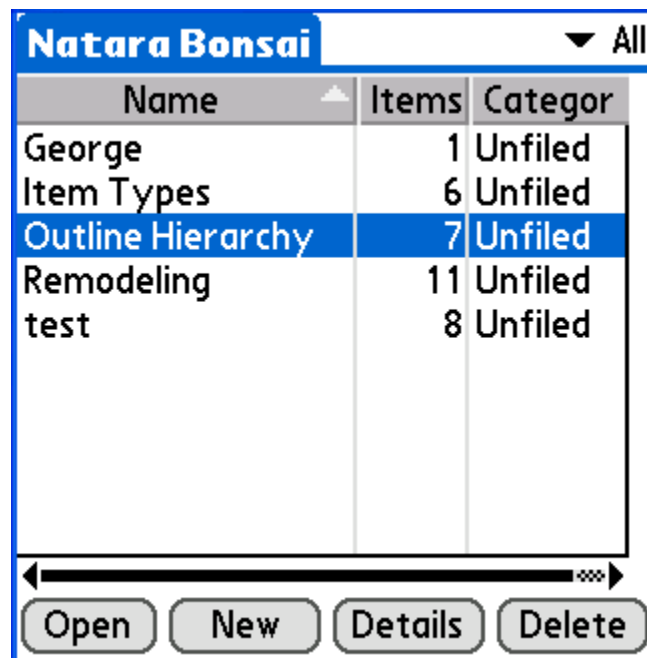 Natara Bonsai All
Name Items Categor
George 1 Unfiled
Item Types 6 Unfiled
Outline Hierarchy 7 Unfiled
Remodeling 11 Unfiled
test 8 Unfiled
Open New Details Delete